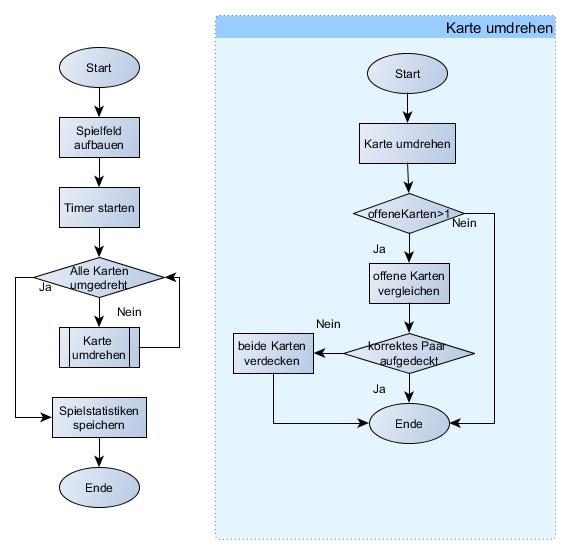 Start
Spielfeld
aufbauen
Timer starten
Alle Karten
umgedreht
Ja
Nein
Karte
umdrehen
Spielstatistiken
speichern
Ende
Karte umdrehen
Start
Karte umdrehen
offeneKarten>1
Nein
Ja
offene Karten
vergleichen
Nein
korrektes Paar
aufgedeckt
beide Karten
verdecken
Ja
Ende